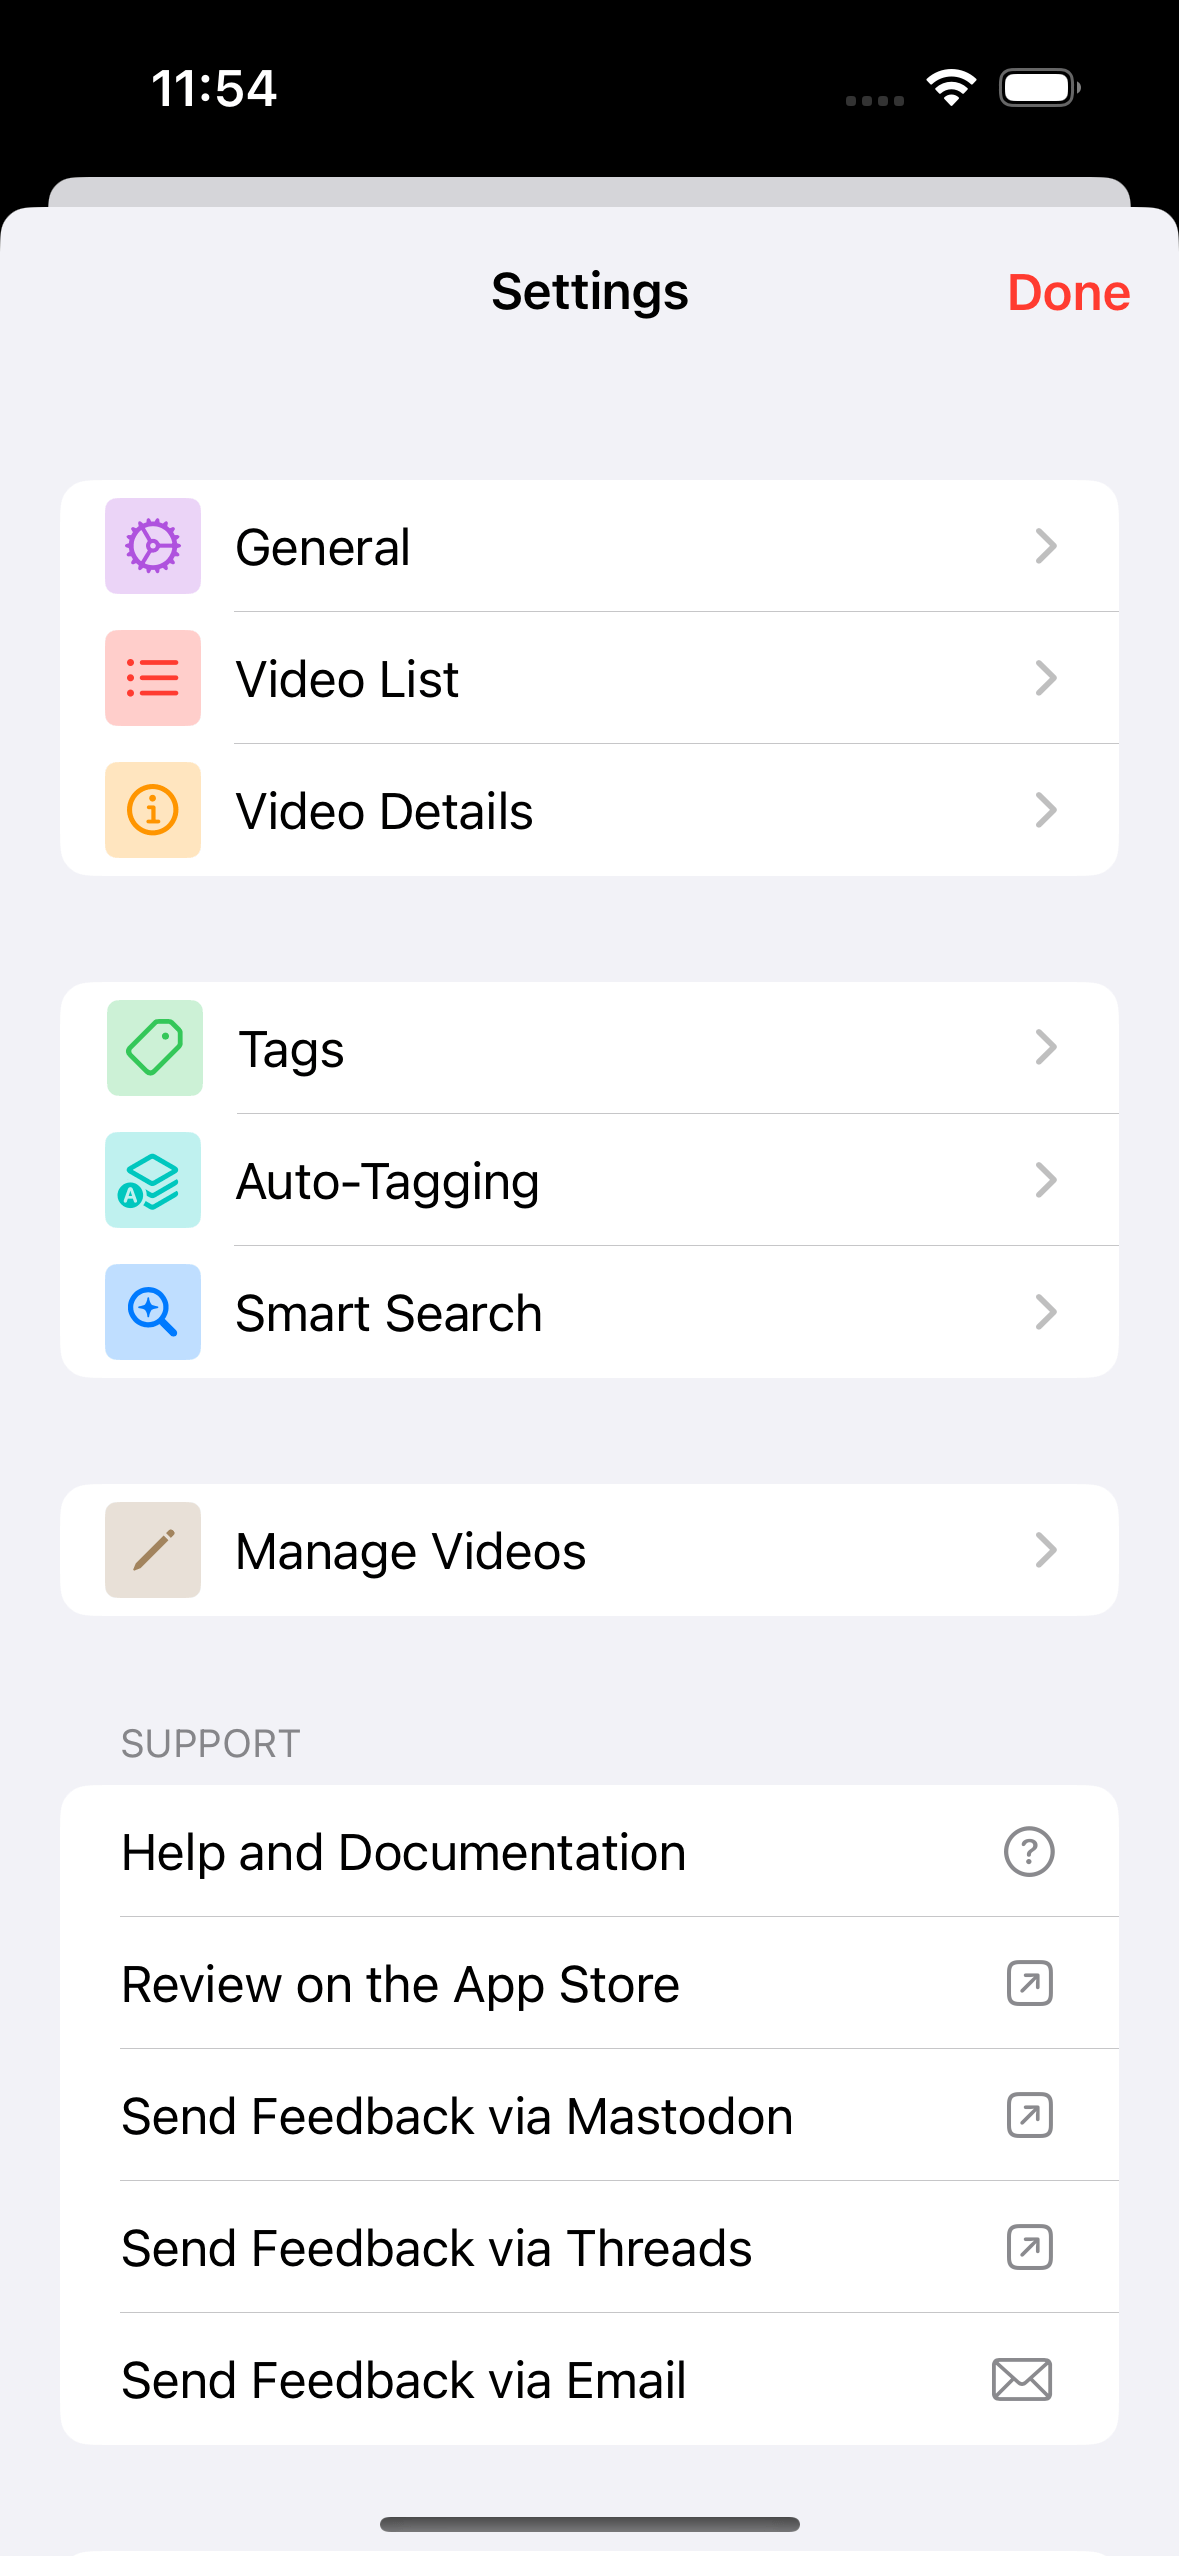 11:54
Settings
Done
General
Video List
Video Details
Tags
Auto-Tagging
A
Smart Search
Manage Videos
SUPPORT
Help and Documentation
?
Review on the App Store
Send Feedback via Mastodon
Send Feedback via Threads
Send Feedback via Email